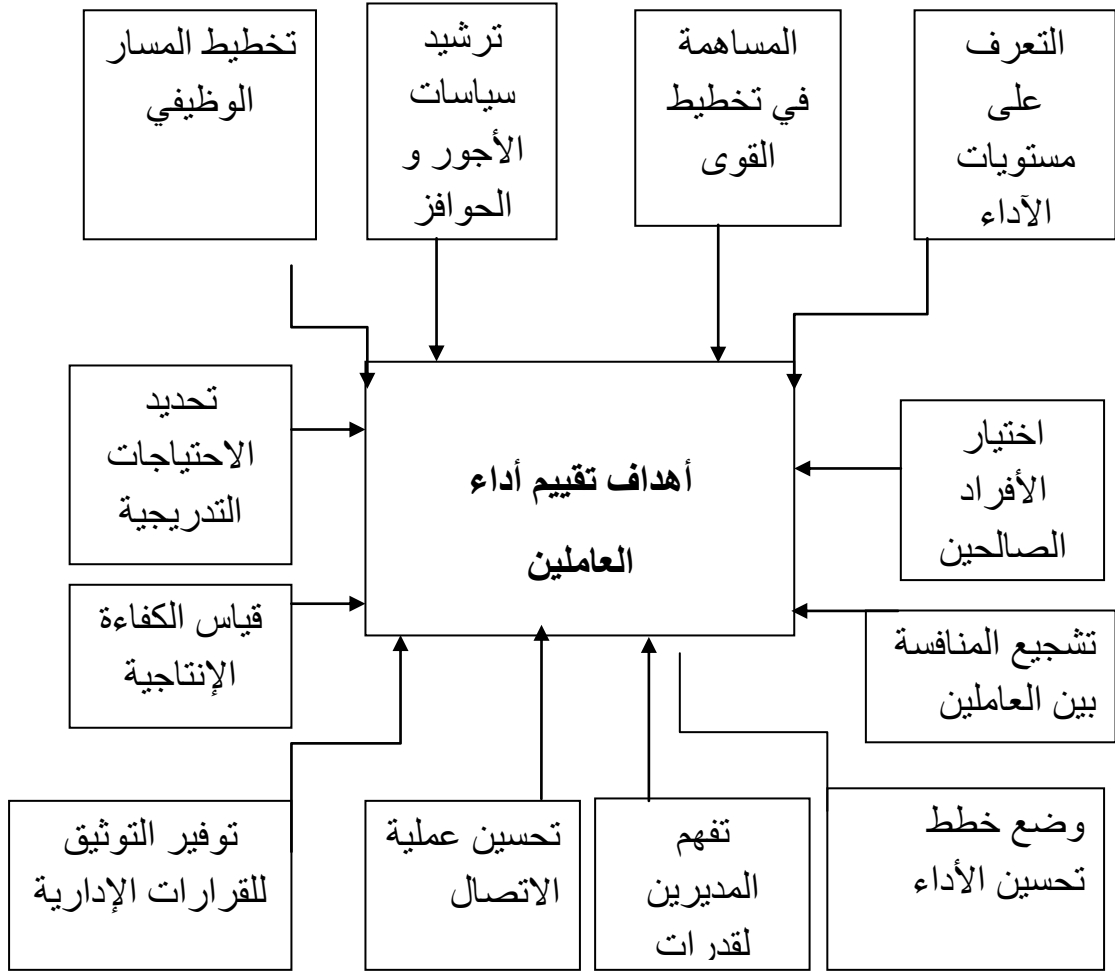 التعرف
على
مستويات
الآداء
المساهمة
في تخطيط
القوى
ترشيد
سياسات
الأجور و
الحوافز
تخطيط المسار
الوظيفي
اختيار
الأفراد
الصالحين
أهداف تقييم أداء
العاملين
تحديد
الاحتياجات
التدريجية
تشجيع المنافسة
بين العاملين
قياس الكفاءة
الإنتاجية
وضع خطط
تحسين الأداء
تفهم
المديرين
لقدرات
تحسين عملية
الاتصال
توفير التوثيق
للقرارات الإدارية